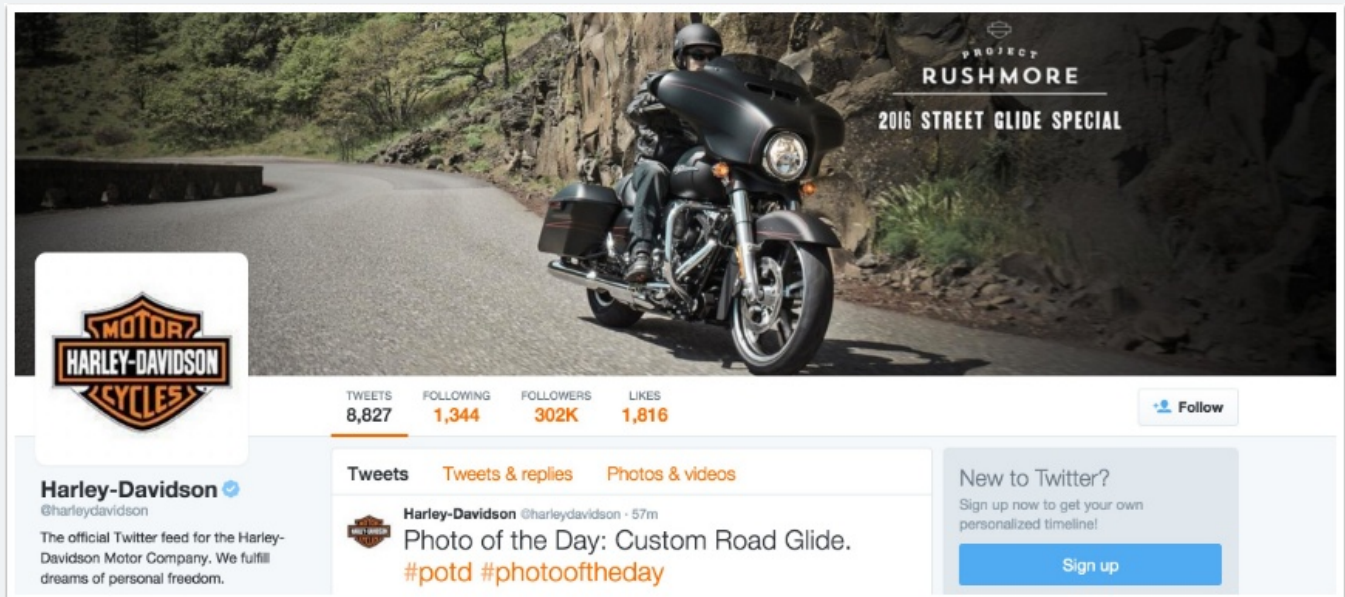 PROJECT
RUSHMORE
2016 STREET GLIDE SPECIAL
MOTOR
HARLEY-DAVIDSON
CYCLES
TWEETS
8,827
FOLLOWING
1,344
FOLLOWERS
302K
LIKES
1,816
Follow
Harley-Davidson
@harleydavidson
The official Twitter feed for the Harley-
Davidson Motor Company. We fulfill
dreams of personal freedom.
Tweets Tweets & replies Photos & videos
Harley-Davidson @harleydavidson · 57m
Photo of the Day: Custom Road Glide.
#potd #photooftheday
New to Twitter?
Sign up now to get your own
personalized timeline!
Sign up